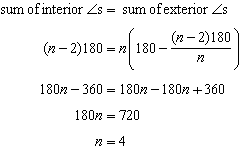 sum of interior ∠s = sum of exterior ∠s
(n − 2)180 = n(180 − (n − 2)180 / n)
180n − 360 = 180n − 180n + 360
180n = 720
n = 4